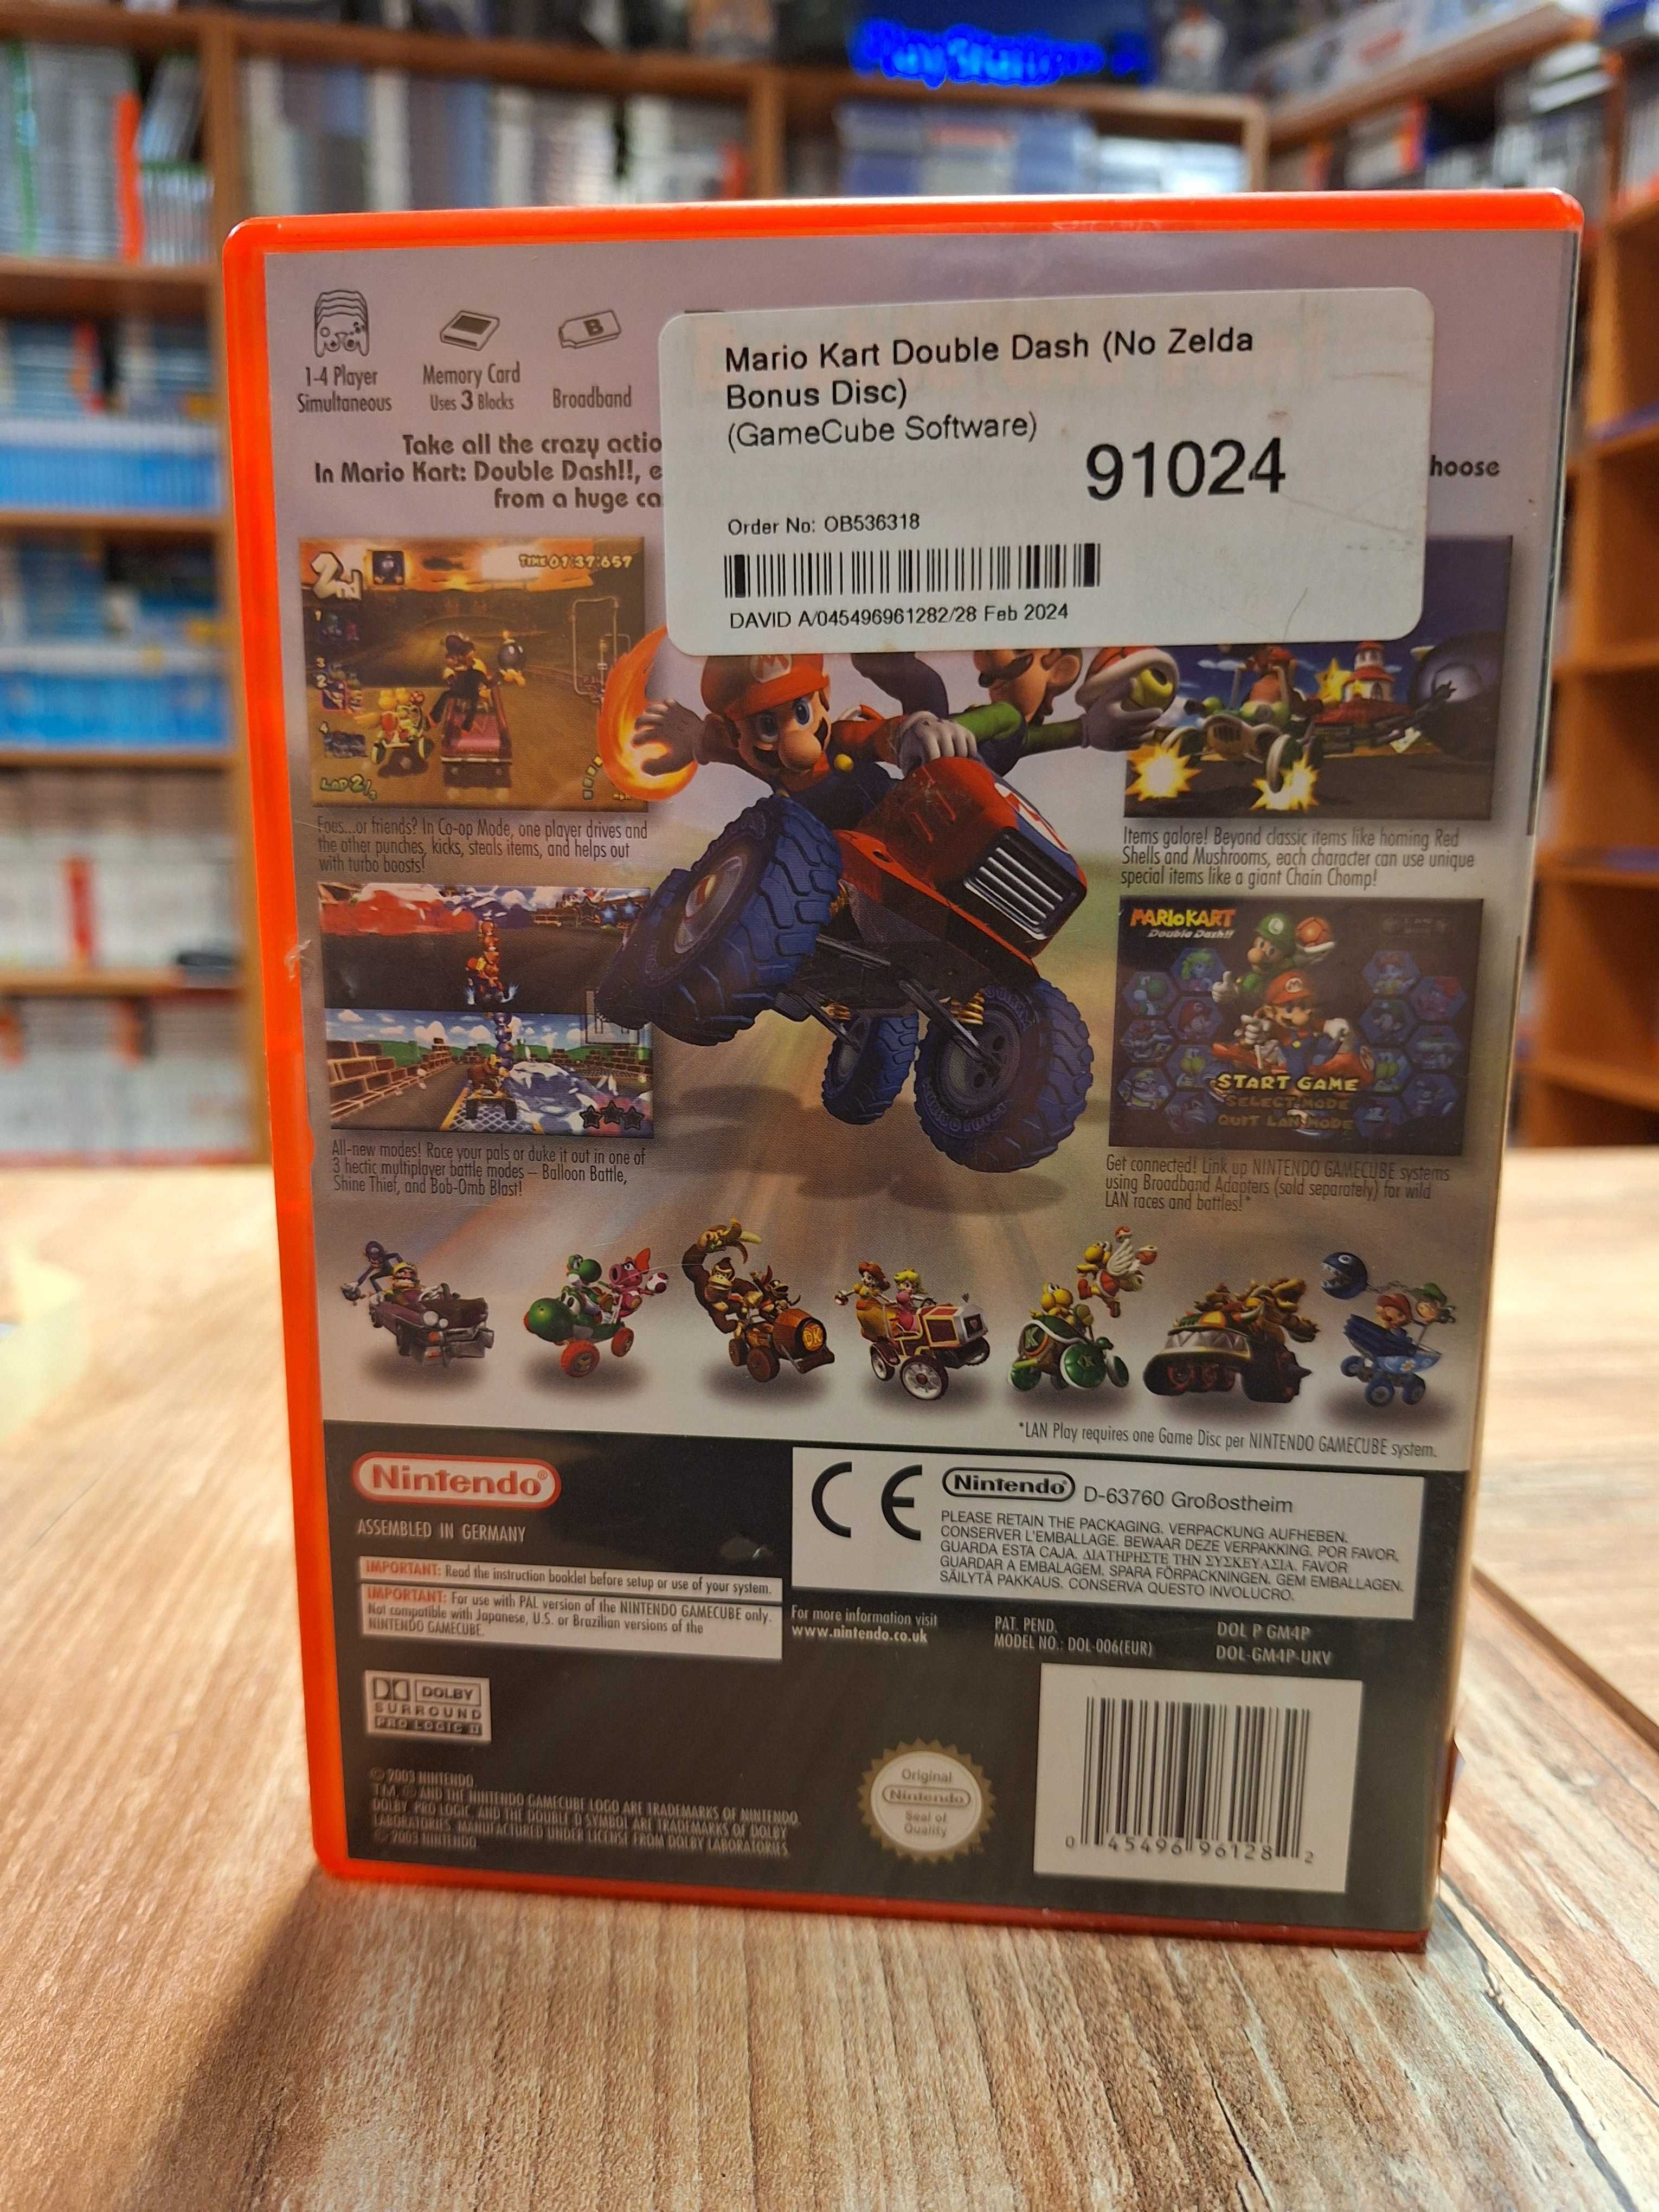 PlayStation
1-4 Player
Simultaneous
Memory Card
Uses 3 Blocks
B
Broadband
Mario Kart Double Dash (No Zelda
Bonus Disc)
(GameCube Software)
91024
Order No: OB536318
DAVID A/045496961282/28 Feb 2024
Take all the crazy actio
In Mario Kart: Double Dash!!, e
from a huge ca
hoose
2nd
TIME 01:37:657
1
3
2
4
LAP 2/3
Foes...or friends? In Co-op Mode, one player drives and
the other punches, kicks, steals items, and helps out
with turbo boosts!
Items galore! Beyond classic items like homing Red
Shells and Mushrooms, each character can use unique
special items like a giant Chain Chomp!
MARIOKART
Double Dash!!
START GAME
SELECT MODE
QUIT LAN MODE
All-new modes! Race your pals or duke it out in one of
3 hectic multiplayer battle modes – Balloon Battle,
Shine Thief, and Bob-Omb Blast!
Get connected! Link up NINTENDO GAMECUBE systems
using Broadband Adapters (sold separately) for wild
LAN races and battles!*
DK
K
*LAN Play requires one Game Disc per NINTENDO GAMECUBE system.
Nintendo®
ASSEMBLED IN GERMANY
IMPORTANT: Read the instruction booklet before setup or use of your system.
IMPORTANT: For use with PAL version of the NINTENDO GAMECUBE only.
Not compatible with Japanese, U.S. or Brazilian versions of the
NINTENDO GAMECUBE.
CE
Nintendo® D-63760 Großostheim
PLEASE RETAIN THE PACKAGING. VERPACKUNG AUFHEBEN.
CONSERVER L'EMBALLAGE. BEWAAR DEZE VERPAKKING. POR FAVOR,
GUARDA ESTA CAJA. ΔΙΑΤΗΡΗΣΤΕ ΤΗΝ ΣΥΣΚΕΥΑΣΙΑ. FAVOR
GUARDAR A EMBALAGEM. SPARA FÖRPACKNINGEN. GEM EMBALLAGEN.
SÄILYTÄ PAKKAUS. CONSERVA QUESTO INVOLUCRO.
For more information visit
www.nintendo.co.uk
PAT. PEND.
MODEL NO.: DOL-006(EUR)
DOL P GM4P
DOL-GM4P-UKV
DOLBY
SURROUND
PRO LOGIC II
© 2003 NINTENDO.
TM, ® AND THE NINTENDO GAMECUBE LOGO ARE TRADEMARKS OF NINTENDO.
DOLBY, PRO LOGIC, AND THE DOUBLE-D SYMBOL ARE TRADEMARKS OF DOLBY
LABORATORIES. MANUFACTURED UNDER LICENSE FROM DOLBY LABORATORIES.
© 2003 NINTENDO.
Original
Nintendo
Seal of
Quality
0 45496 96128 2